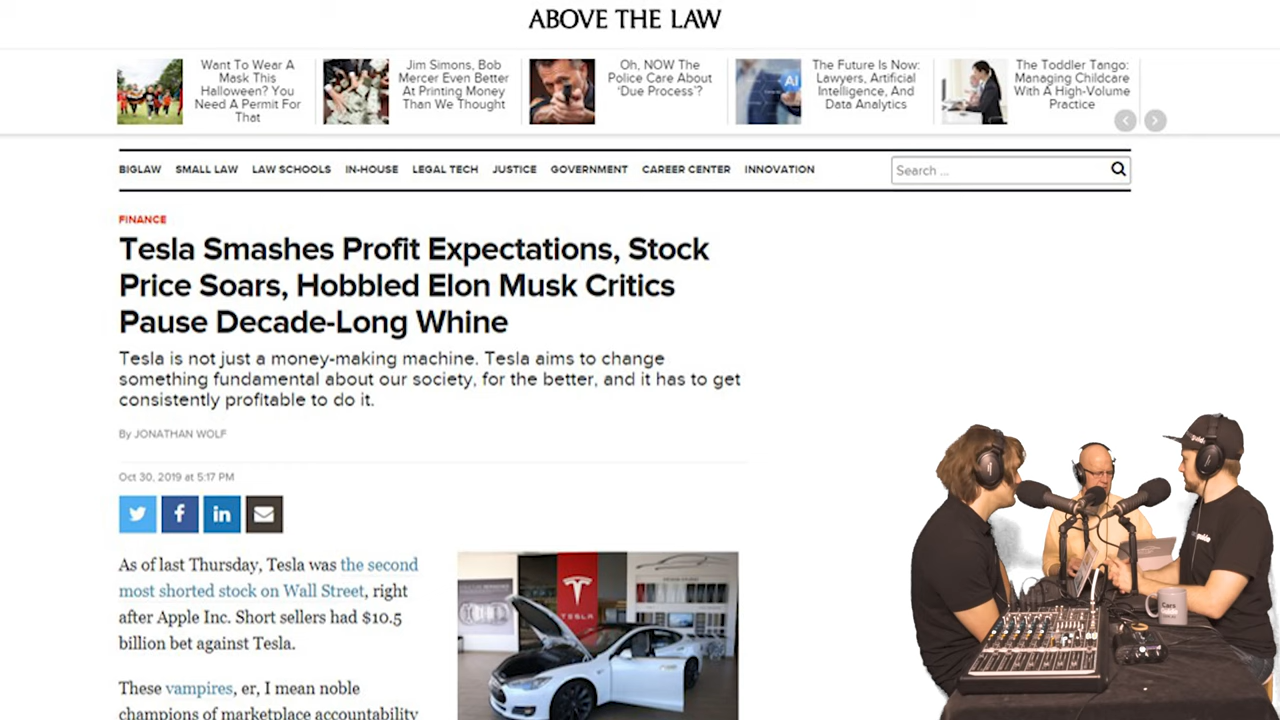 ABOVE THE LAW
Want To Wear A
Mask This
Halloween? You
Need A Permit For
That
Jim Simons, Bob
Mercer Even Better
At Printing Money
Than We Thought
Oh, NOW The
Police Care About
‘Due Process’?
AI
The Future Is Now:
Lawyers, Artificial
Intelligence, And
Data Analytics
The Toddler Tango:
Managing Childcare
With A High-Volume
Practice
BIGLAW SMALL LAW LAW SCHOOLS IN-HOUSE LEGAL TECH JUSTICE GOVERNMENT CAREER CENTER INNOVATION
Search ...
FINANCE
Tesla Smashes Profit Expectations, Stock
Price Soars, Hobbled Elon Musk Critics
Pause Decade-Long Whine
Tesla is not just a money-making machine. Tesla aims to change
something fundamental about our society, for the better, and it has to get
consistently profitable to do it.
By JONATHAN WOLF
Oct 30, 2019 at 5:17 PM
As of last Thursday, Tesla was the second
most shorted stock on Wall Street, right
after Apple Inc. Short sellers had $10.5
billion bet against Tesla.
These vampires, er, I mean noble
champions of marketplace accountability
TESLA
Cars